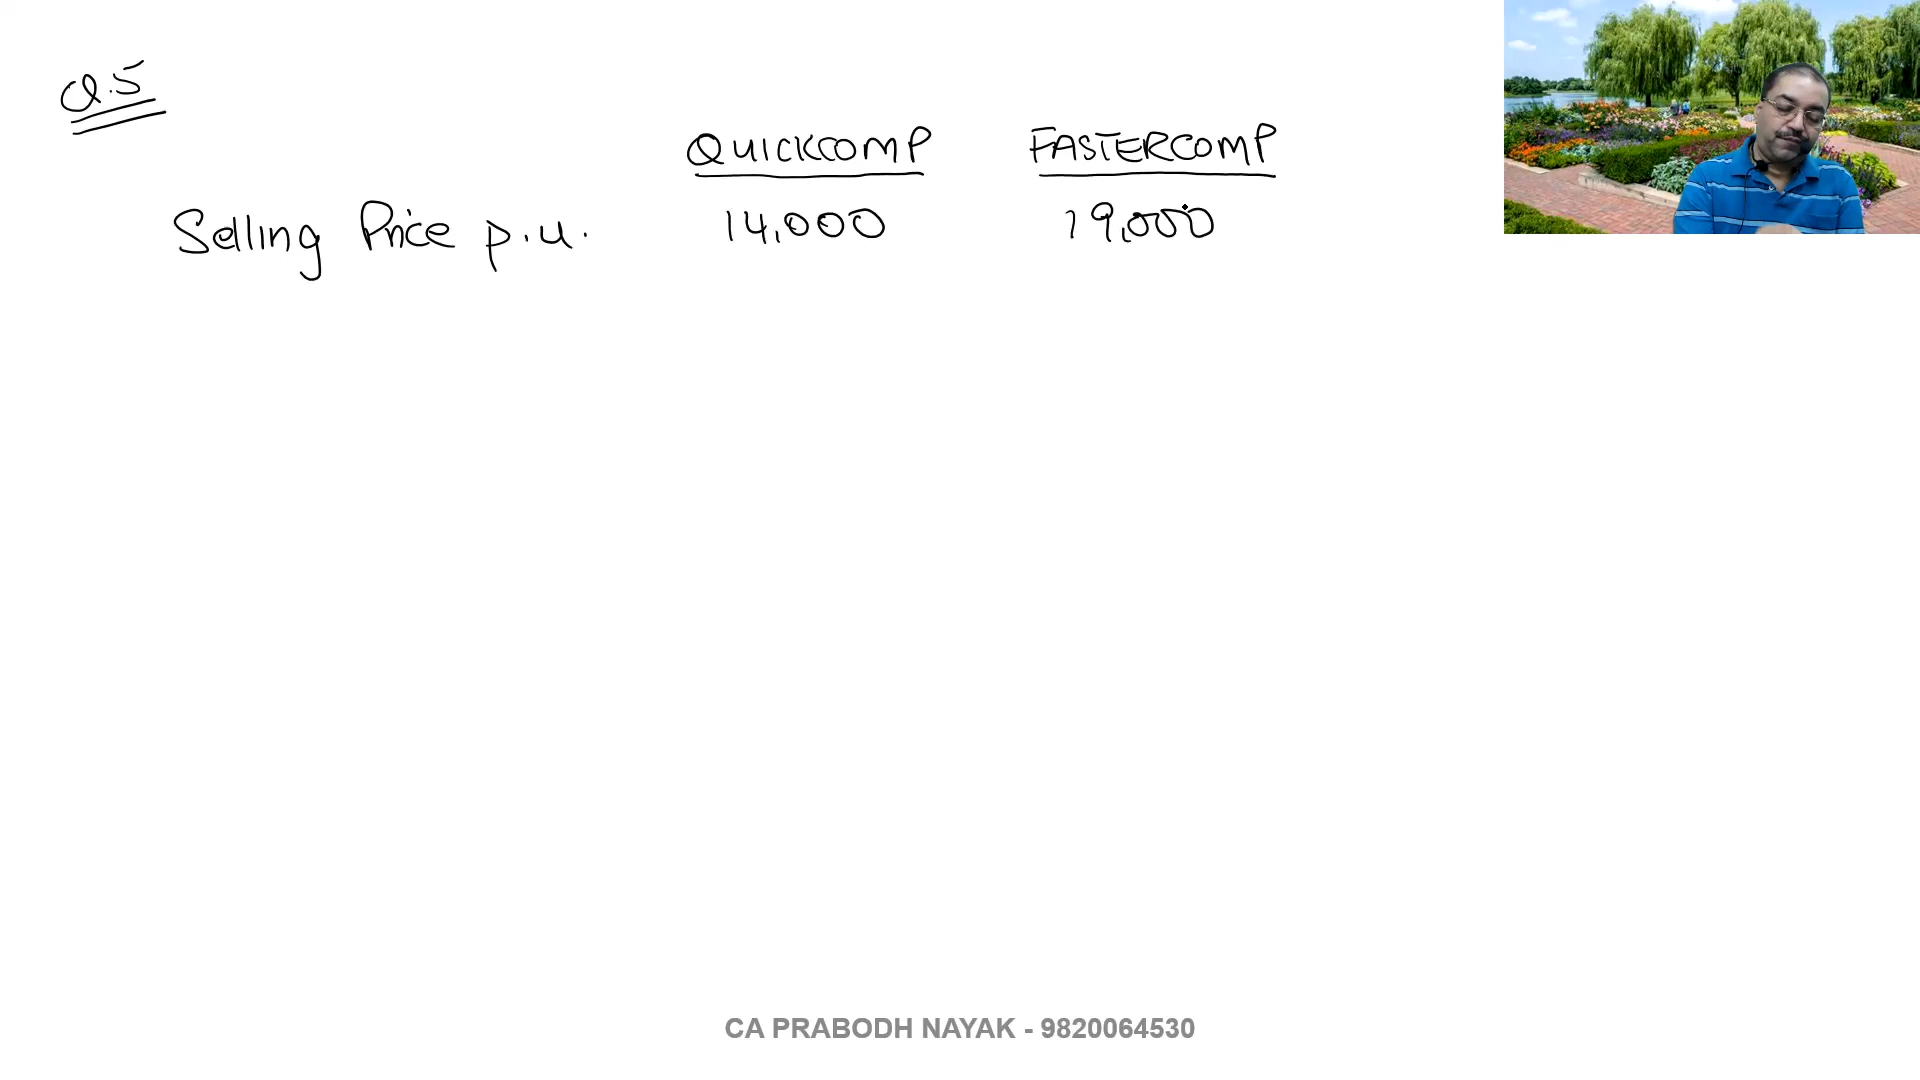 Q.5
QUICKCOMP FASTERCOMP
Selling Price p.u. 14,000 19,000
CA PRABODH NAYAK - 9820064530